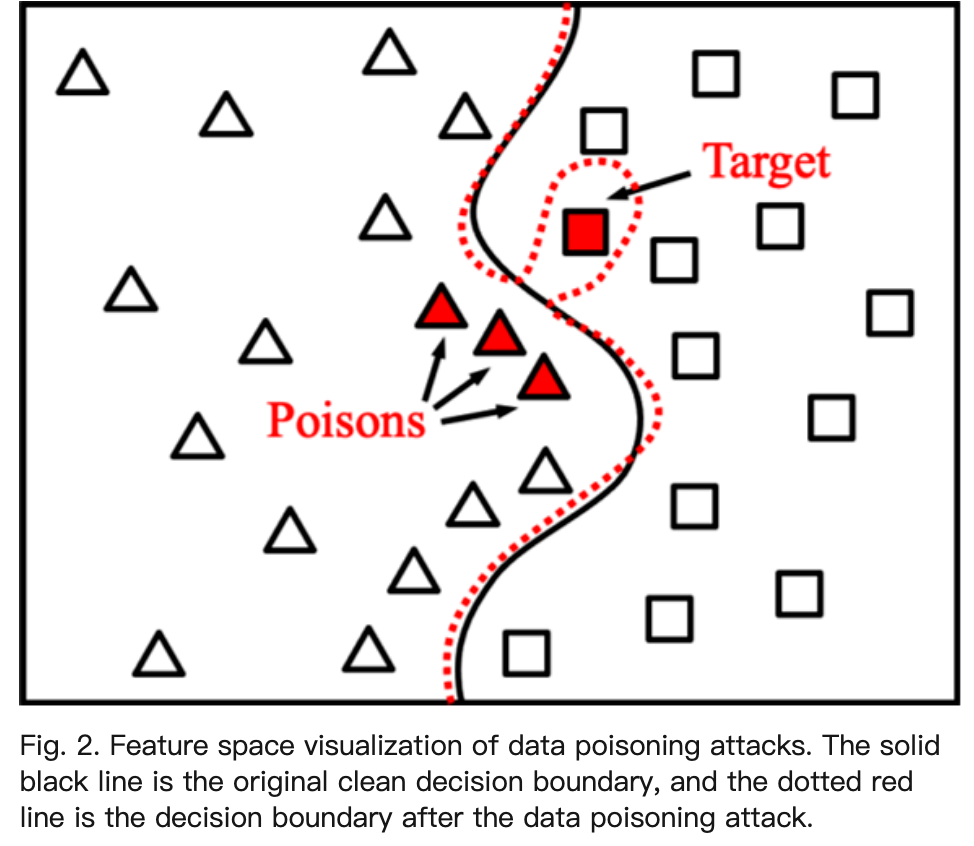 Target
Poisons
Fig. 2. Feature space visualization of data poisoning attacks. The solid
black line is the original clean decision boundary, and the dotted red
line is the decision boundary after the data poisoning attack.